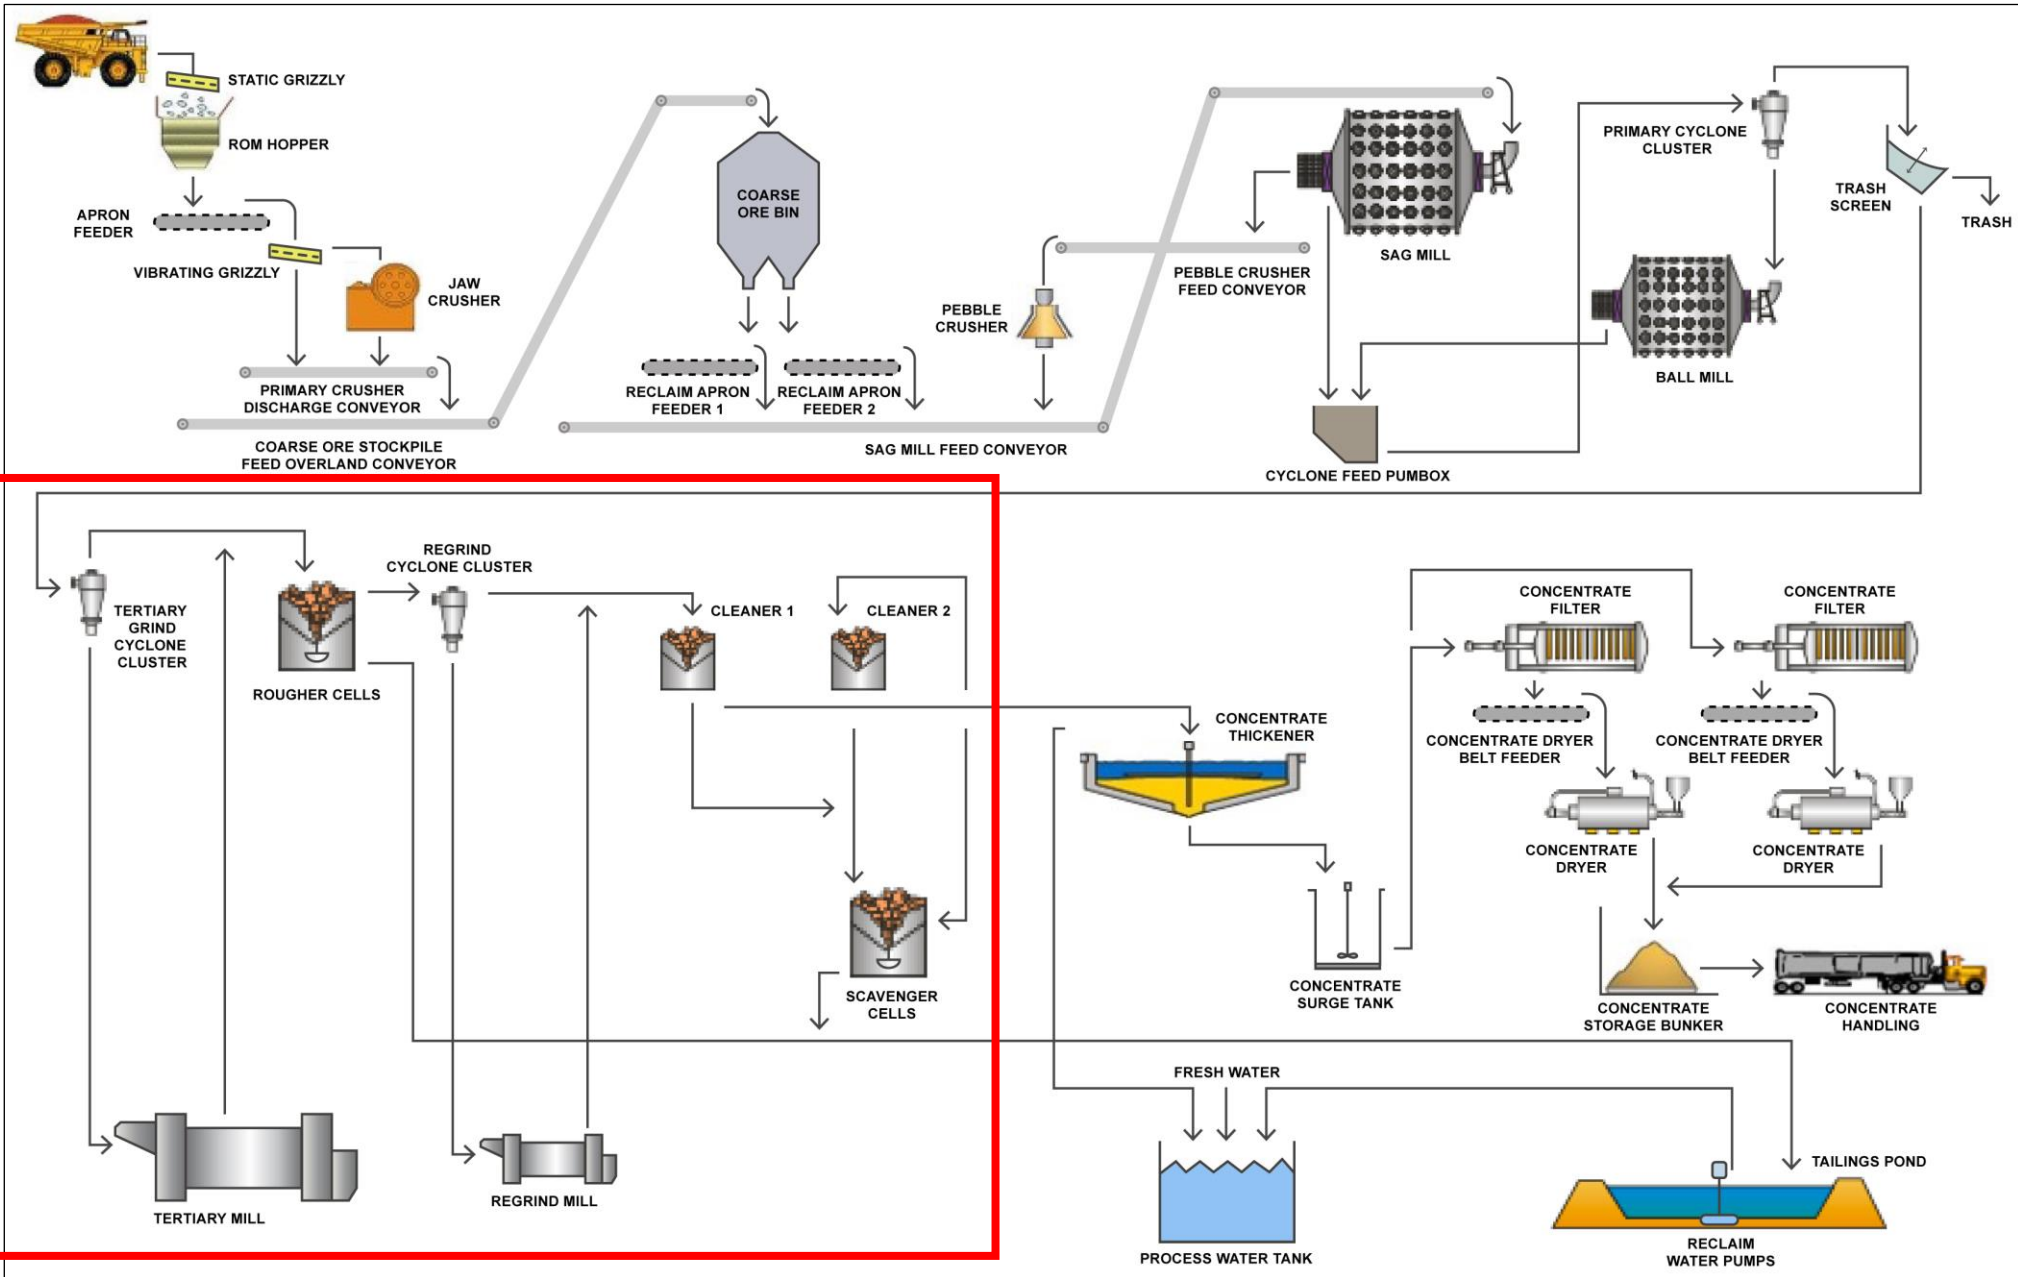 STATIC GRIZZLY
ROM HOPPER
APRON
FEEDER
VIBRATING GRIZZLY
JAW
CRUSHER
PRIMARY CRUSHER
DISCHARGE CONVEYOR
COARSE ORE STOCKPILE
FEED OVERLAND CONVEYOR
COARSE
ORE BIN
RECLAIM APRON
FEEDER 1
RECLAIM APRON
FEEDER 2
SAG MILL FEED CONVEYOR
PEBBLE
CRUSHER
PEBBLE CRUSHER
FEED CONVEYOR
SAG MILL
CYCLONE FEED PUMBOX
PRIMARY CYCLONE
CLUSTER
BALL MILL
TRASH
SCREEN
TRASH
TERTIARY
GRIND
CYCLONE
CLUSTER
ROUGHER CELLS
REGRIND
CYCLONE CLUSTER
CLEANER 1
CLEANER 2
SCAVENGER
CELLS
TERTIARY MILL
REGRIND MILL
CONCENTRATE
THICKENER
CONCENTRATE
SURGE TANK
CONCENTRATE
FILTER
CONCENTRATE
FILTER
CONCENTRATE DRYER
BELT FEEDER
CONCENTRATE DRYER
BELT FEEDER
CONCENTRATE
DRYER
CONCENTRATE
DRYER
CONCENTRATE
STORAGE BUNKER
CONCENTRATE
HANDLING
FRESH WATER
PROCESS WATER TANK
TAILINGS POND
RECLAIM
WATER PUMPS